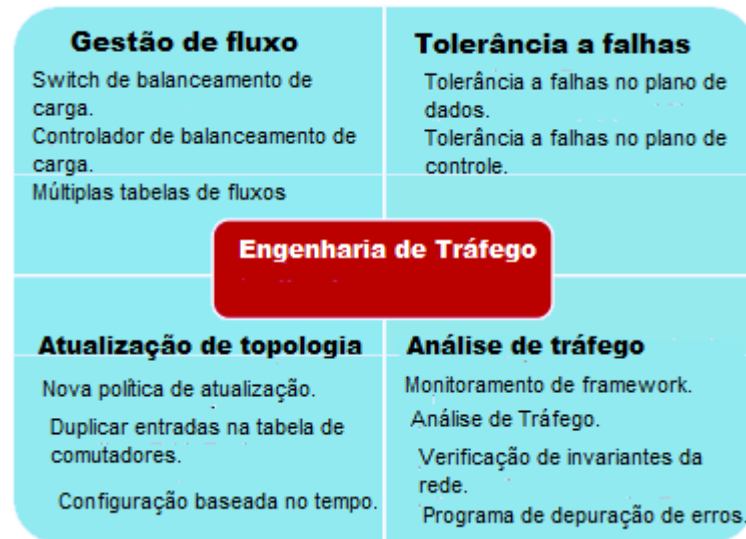 Gestão de fluxo
Switch de balanceamento de
carga.
Controlador de balanceamento de
carga.
Múltiplas tabelas de fluxos
Tolerância a falhas
Tolerância a falhas no plano de
dados.
Tolerância a falhas no plano de
controle.
Engenharia de Tráfego
Atualização de topologia
Nova política de atualização.
Duplicar entradas na tabela de
comutadores.
Configuração baseada no tempo.
Análise de tráfego
Monitoramento de framework.
Análise de Tráfego.
Verificação de invariantes da
rede.
Programa de depuração de erros.